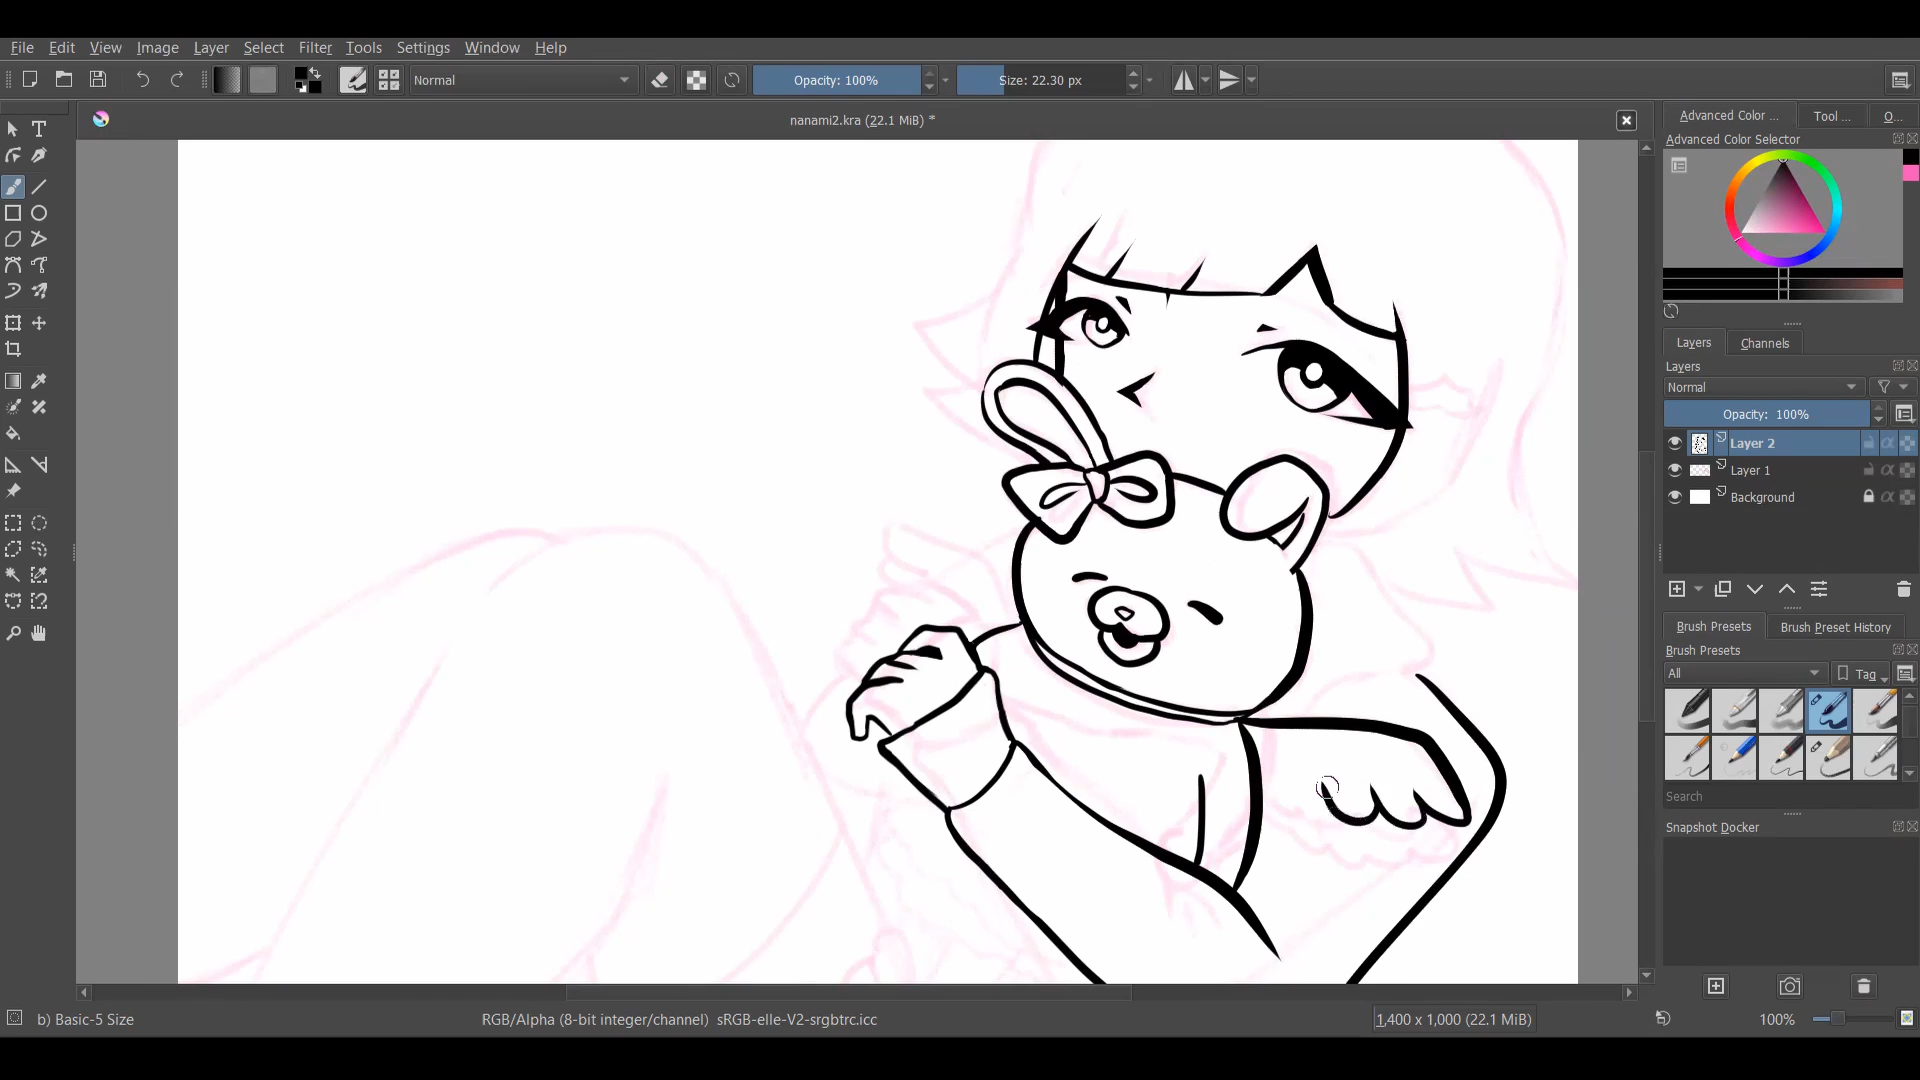 File Edit View Image Layer Select Filter Tools Settings Window Help
Normal Opacity: 100% Size: 22.30 px
nanami2.kra (22.1 MiB) *
Advanced Color ... Tool ... O...
Advanced Color Selector
Layers Channels
Layers
Normal
Opacity: 100%
Layer 2
Layer 1
Background
Brush Presets Brush Preset History
Brush Presets
All Tag
Search
Snapshot Docker
b) Basic-5 Size RGB/Alpha (8-bit integer/channel) sRGB-elle-V2-srgbtrc.icc 1,400 x 1,000 (22.1 MiB) 100%